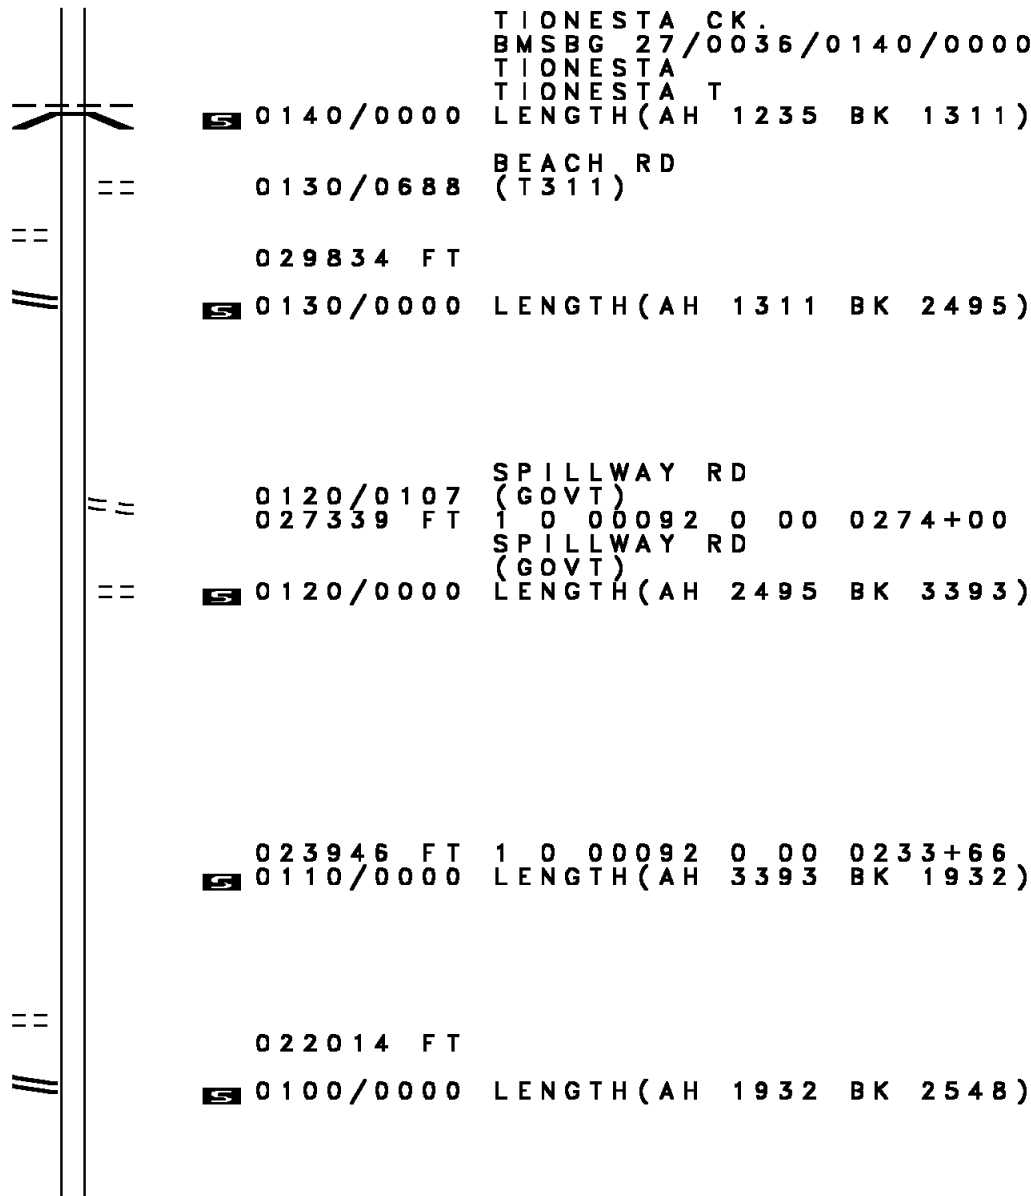 TIONESTA CK.
BMSBG 27/0036/0140/0000
TIONESTA
TIONESTA T
S 0140/0000 LENGTH(AH 1235 BK 1311)
BEACH RD
0130/0688 (T311)
029834 FT
S 0130/0000 LENGTH(AH 1311 BK 2495)
SPILLWAY RD
0120/0107 (GOVT)
027339 FT 1 0 00092 0 00 0274+00
SPILLWAY RD
(GOVT)
S 0120/0000 LENGTH(AH 2495 BK 3393)
023946 FT 1 0 00092 0 00 0233+66
S 0110/0000 LENGTH(AH 3393 BK 1932)
022014 FT
S 0100/0000 LENGTH(AH 1932 BK 2548)